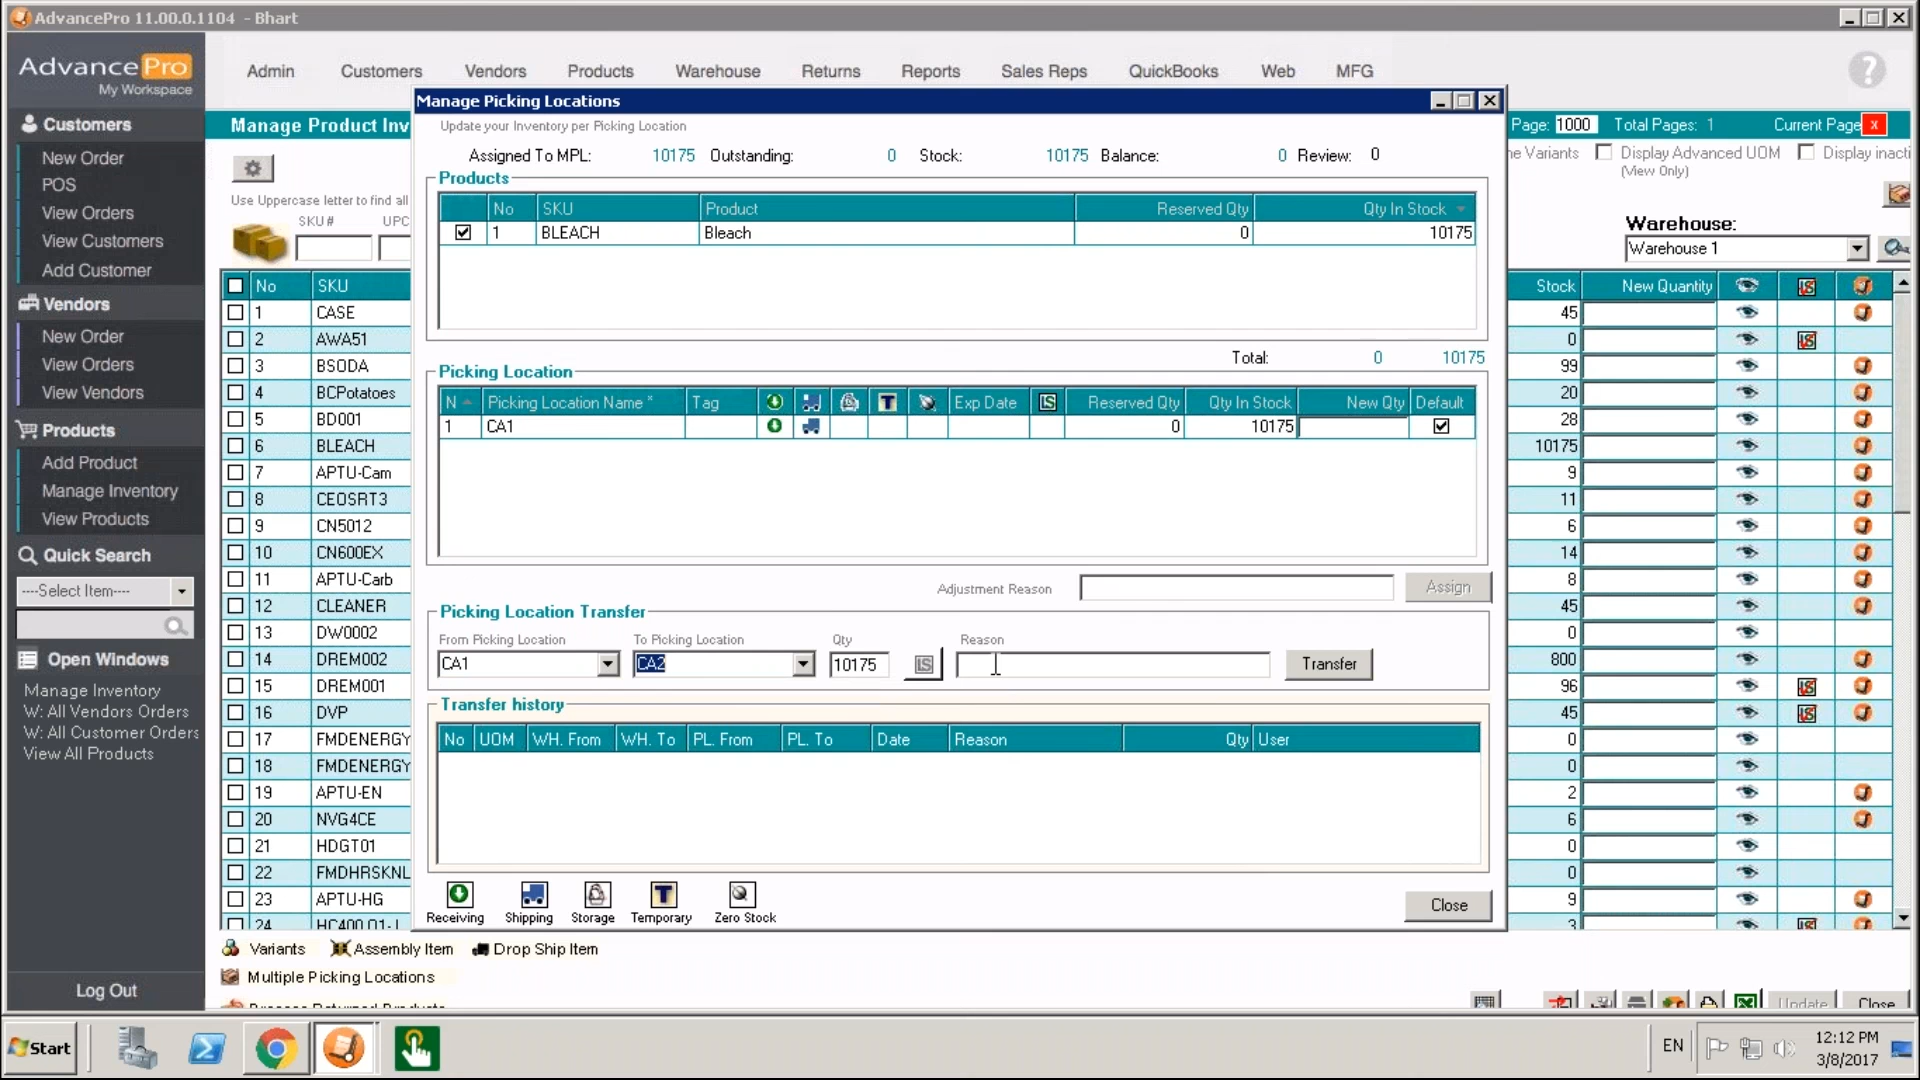 AdvancePro 11.00.0.1104 - Bhart
AdvancePro
My Workspace
Admin Customers Vendors Products Warehouse Returns Reports Sales Reps QuickBooks Web MFG
Customers
New Order
POS
View Orders
View Customers
Add Customer
Vendors
New Order
View Orders
View Vendors
Products
Add Product
Manage Inventory
View Products
Quick Search
----Select Item----
Open Windows
Manage Inventory
W: All Vendors Orders
W: All Customer Orders
View All Products
Log Out
Manage Product Inv
Page: 1000 Total Pages: 1 Current Page x
ne Variants Display Advanced UOM Display inacti
(View Only)
Use Uppercase letter to find all
SKU # UPC
Warehouse:
Warehouse 1
No SKU Stock New Quantity
1 CASE 45
2 AWA51 0
3 BSODA 99
4 BCPotatoes 20
5 BD001 28
6 BLEACH 10175
7 APTU-Cam 9
8 CEOSRT3 11
9 CN5012 6
10 CN600EX 14
11 APTU-Carb 8
12 CLEANER 45
13 DW0002 0
14 DREM002 800
15 DREM001 96
16 DVP 45
17 FMDENERGY 0
18 FMDENERGY 0
19 APTU-EN 2
20 NVG4CE 6
21 HDGT01 0
22 FMDHRSKNL 0
23 APTU-HG 9
24 3
Manage Picking Locations
Update your Inventory per Picking Location
Assigned To MPL: 10175 Outstanding: 0 Stock: 10175 Balance: 0 Review: 0
Products
No SKU Product Reserved Qty Qty In Stock
1 BLEACH Bleach 0 10175
Total: 0 10175
Picking Location
N Picking Location Name * Tag T Exp Date LS Reserved Qty Qty In Stock New Qty Default
1 CA1 0 10175
Adjustment Reason Assign
Picking Location Transfer
From Picking Location To Picking Location Qty Reason
CA1 CA2 10175 LS Transfer
Transfer history
No UOM WH. From WH. To PL. From PL. To Date Reason Qty User
Receiving Shipping Storage Temporary Zero Stock
Close
Variants Assembly Item Drop Ship Item
Multiple Picking Locations
Process Returned Products
Update Close
Start
EN
12:12 PM
3/8/2017